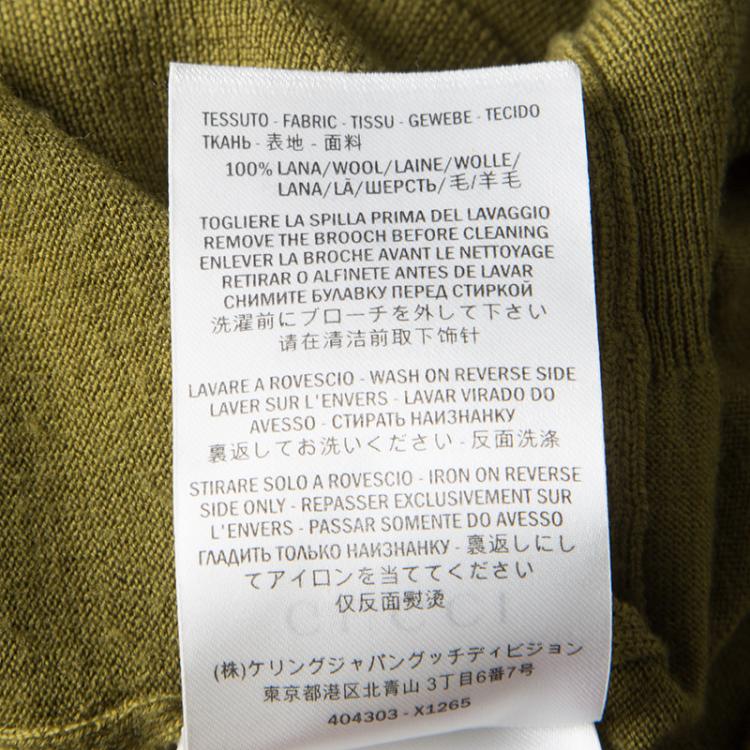 TESSUTO - FABRIC - TISSU - GEWEBE - TECIDO
ТКАНЬ - 表地 - 面料
100% LANA/WOOL/LAINE/WOLLE/
LANA/LÃ/ШЕРСТЬ/毛/羊毛
TOGLIERE LA SPILLA PRIMA DEL LAVAGGIO
REMOVE THE BROOCH BEFORE CLEANING
ENLEVER LA BROCHE AVANT LE NETTOYAGE
RETIRAR O ALFINETE ANTES DE LAVAR
СНИМИТЕ БУЛАВКУ ПЕРЕД СТИРКОЙ
洗濯前にブローチを外して下さい
请在清洁前取下饰针
LAVARE A ROVESCIO - WASH ON REVERSE SIDE
LAVER SUR L'ENVERS - LAVAR VIRADO DO
AVESSO - СТИРАТЬ НАИЗНАНКУ
裏返してお洗いください - 反面洗涤
STIRARE SOLO A ROVESCIO - IRON ON REVERSE
SIDE ONLY - REPASSER EXCLUSIVEMENT SUR
L'ENVERS - PASSAR SOMENTE DO AVESSO
ГЛАДИТЬ ТОЛЬКО НАИЗНАНКУ - 裏返しにし
てアイロンを当ててください
仅反面熨烫
(株)ケリングジャパングッチディビジョン
東京都港区北青山 3丁目6番7号
404303 - X1265